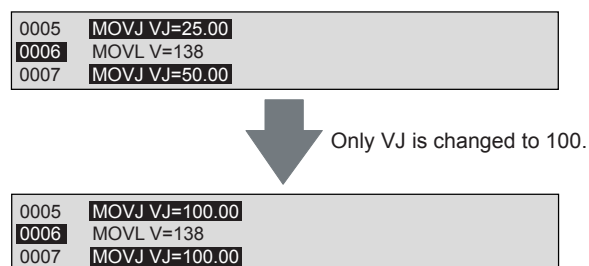 0005 MOVJ VJ=25.00
0006 MOVL V=138
0007 MOVJ VJ=50.00
Only VJ is changed to 100.
0005 MOVJ VJ=100.00
0006 MOVL V=138
0007 MOVJ VJ=100.00